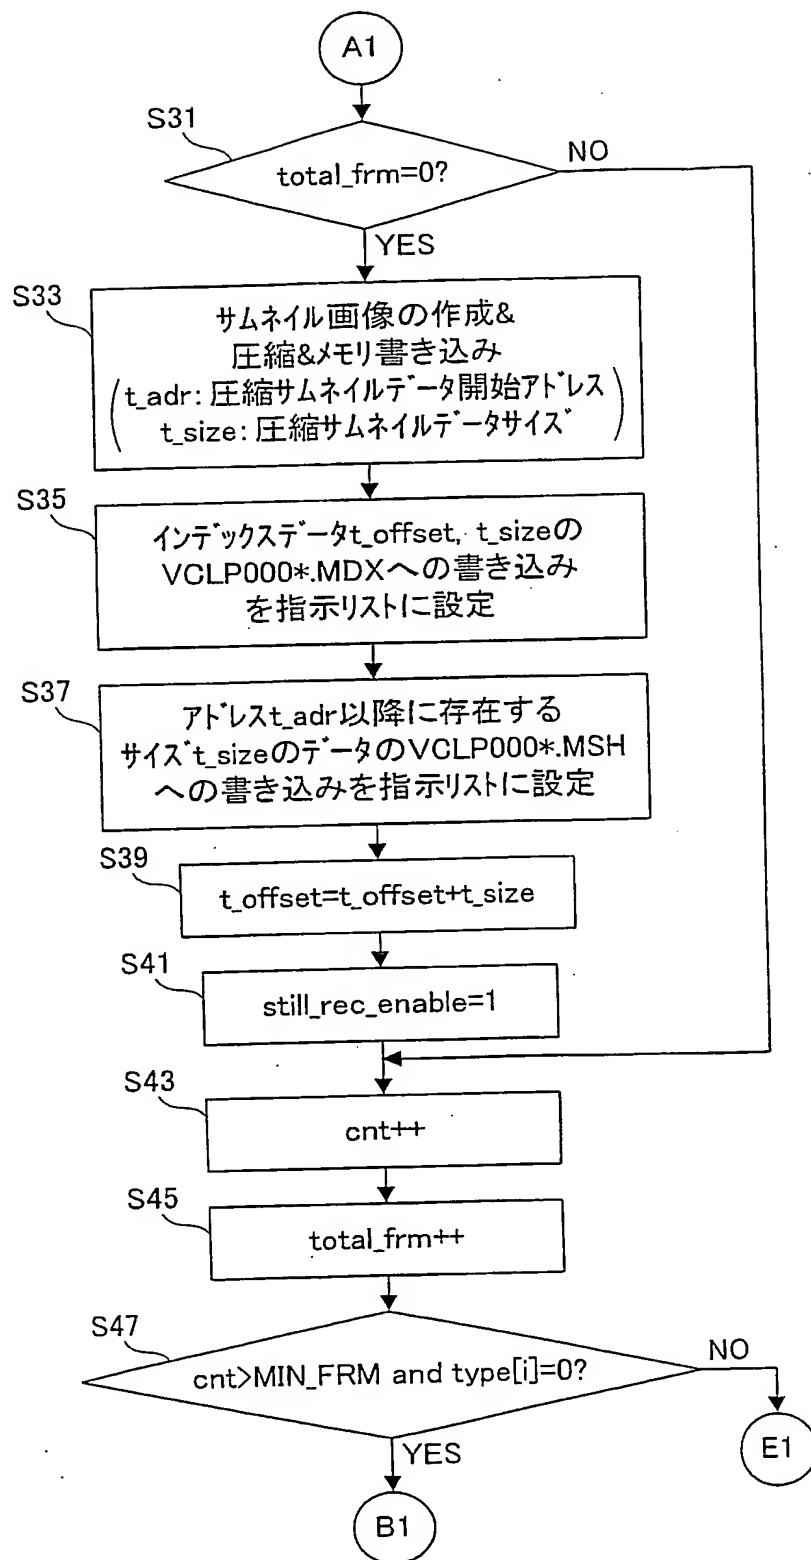 A1
S31
total_frm=0?
NO
YES
S33
サムネイル画像の作成&
圧縮&メモリ書き込み
t_adr: 圧縮サムネイルデータ開始アドレス
t_size: 圧縮サムネイルデータサイズ
S35
インデックスデータt_offset, t_sizeの
VCLP000*.MDXへの書き込み
を指示リストに設定
S37
アドレスt_adr以降に存在する
サイズt_sizeのデータのVCLP000*.MSH
への書き込みを指示リストに設定
S39
t_offset=t_offset+t_size
S41
still_rec_enable=1
S43
cnt++
S45
total_frm++
S47
cnt>MIN_FRM and type[i]=0?
NO
YES
E1
B1